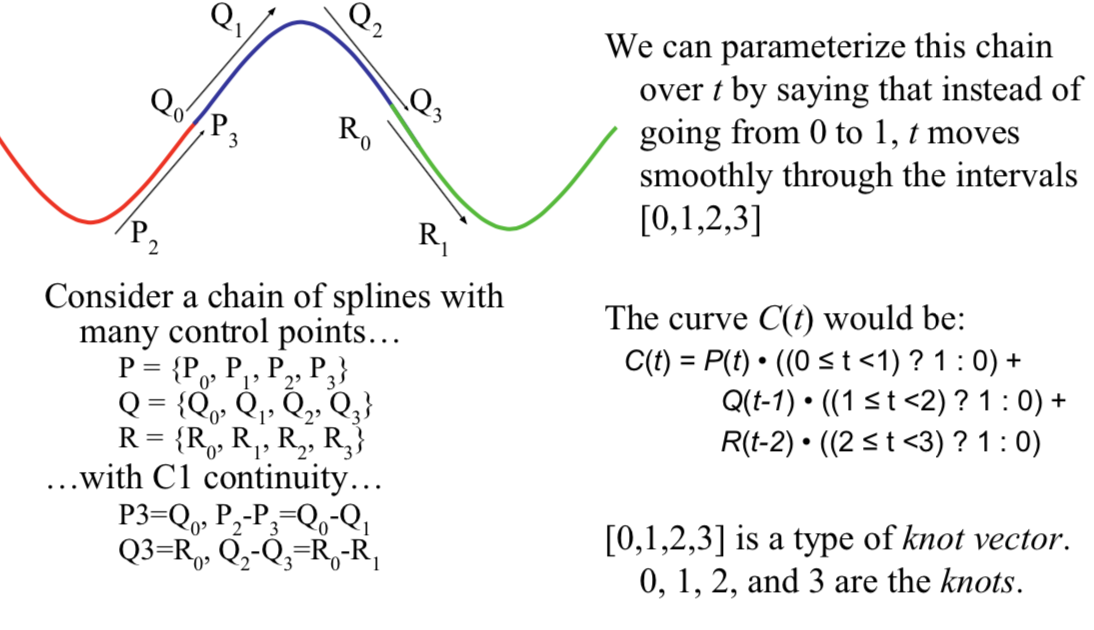 Q₁
Q₂
Q₀
P₃
Q₃
R₀
P₂
R₁
Consider a chain of splines with
many control points…
P = {P₀, P₁, P₂, P₃}
Q = {Q₀, Q₁, Q₂, Q₃}
R = {R₀, R₁, R₂, R₃}
…with C1 continuity…
P3=Q₀, P₂-P₃=Q₀-Q₁
Q3=R₀, Q₂-Q₃=R₀-R₁
We can parameterize this chain
over t by saying that instead of
going from 0 to 1, t moves
smoothly through the intervals
[0,1,2,3]
The curve C(t) would be:
C(t) = P(t) • ((0 ≤ t <1) ? 1 : 0) +
Q(t-1) • ((1 ≤ t <2) ? 1 : 0) +
R(t-2) • ((2 ≤ t <3) ? 1 : 0)
[0,1,2,3] is a type of knot vector.
0, 1, 2, and 3 are the knots.